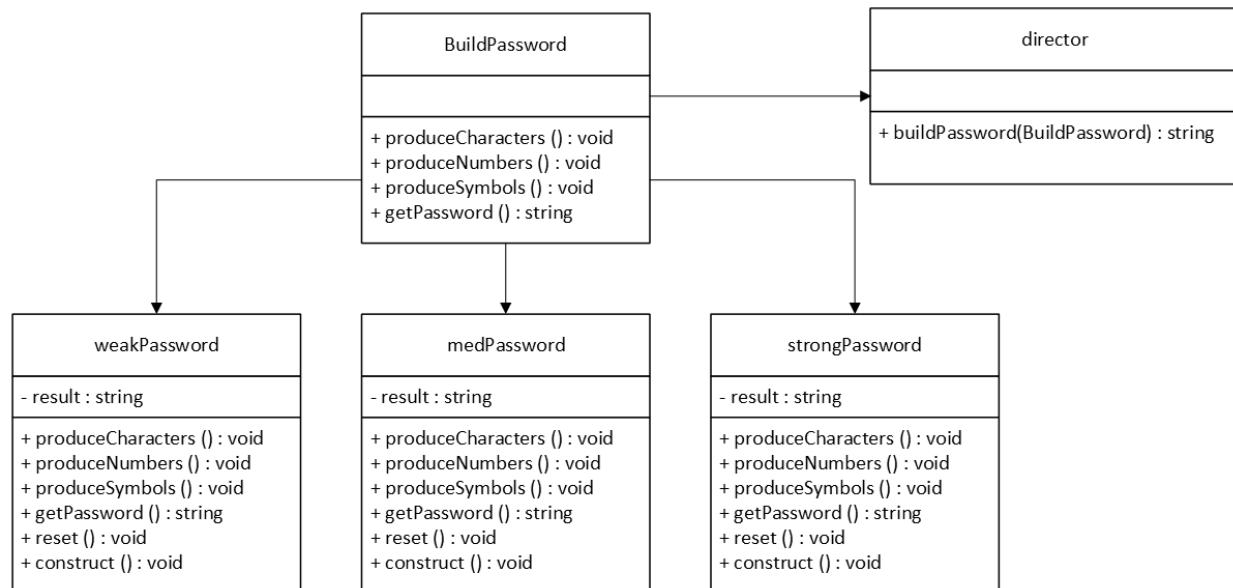 BuildPassword
+ produceCharacters () : void
+ produceNumbers () : void
+ produceSymbols () : void
+ getPassword () : string
director
+ buildPassword(BuildPassword) : string
weakPassword
- result : string
+ produceCharacters () : void
+ produceNumbers () : void
+ produceSymbols () : void
+ getPassword () : string
+ reset () : void
+ construct () : void
medPassword
- result : string
+ produceCharacters () : void
+ produceNumbers () : void
+ produceSymbols () : void
+ getPassword () : string
+ reset () : void
+ construct () : void
strongPassword
- result : string
+ produceCharacters () : void
+ produceNumbers () : void
+ produceSymbols () : void
+ getPassword () : string
+ reset () : void
+ construct () : void